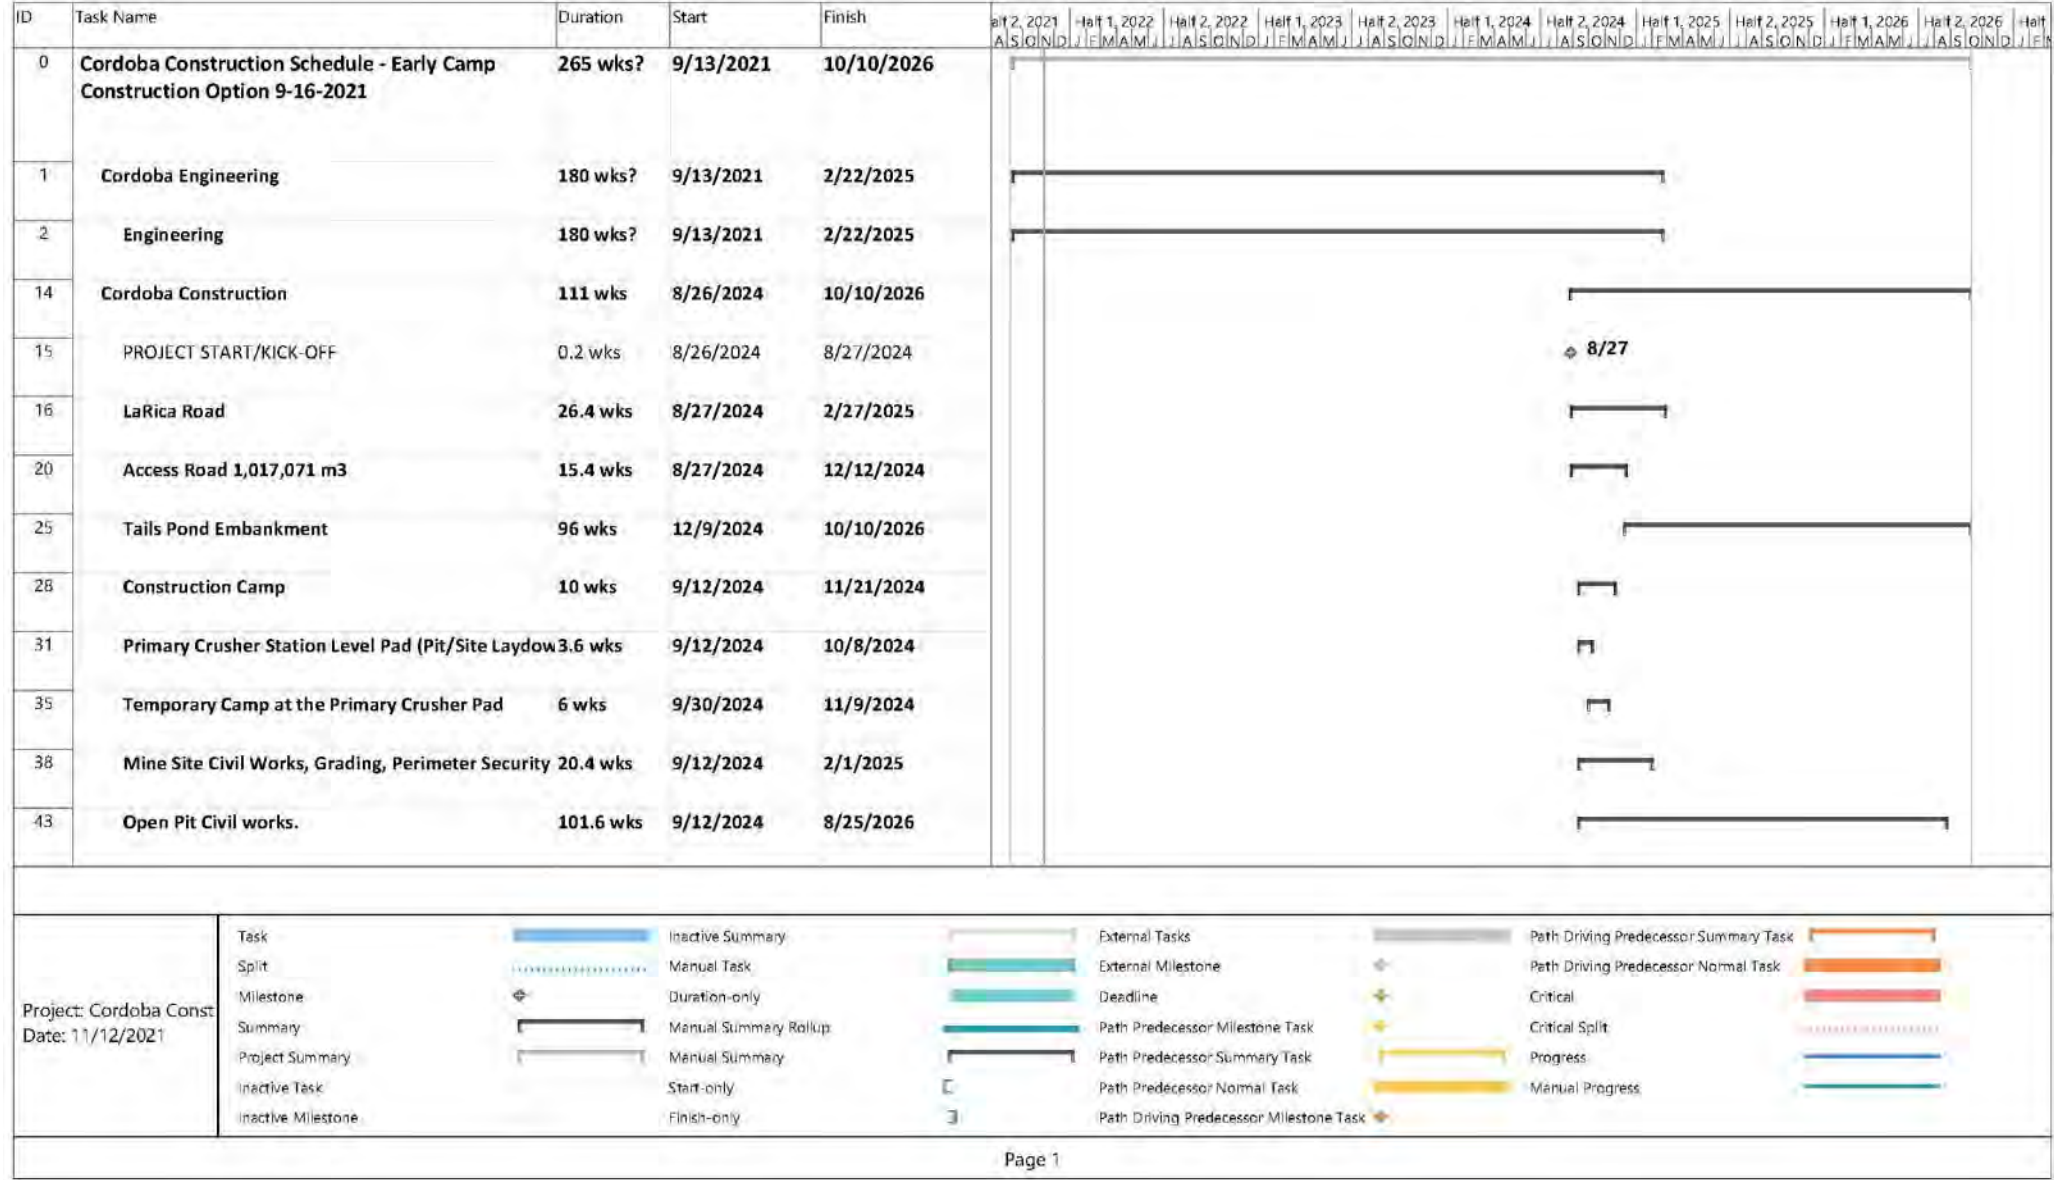 ID Task Name Duration Start Finish
alf 2, 2021 Half 1, 2022 Half 2, 2022 Half 1, 2023 Half 2, 2023 Half 1, 2024 Half 2, 2024 Half 1, 2025 Half 2, 2025 Half 1, 2026 Half 2, 2026 Half
A S O N D J F M A M J J A S O N D J F M A M J J A S O N D J F M A M J J A S O N D J F M A M J J A S O N D J F M A M J J A S O N D J F
0 Cordoba Construction Schedule - Early Camp 265 wks? 9/13/2021 10/10/2026
Construction Option 9-16-2021
1 Cordoba Engineering 180 wks? 9/13/2021 2/22/2025
2 Engineering 180 wks? 9/13/2021 2/22/2025
14 Cordoba Construction 111 wks 8/26/2024 10/10/2026
15 PROJECT START/KICK-OFF 0.2 wks 8/26/2024 8/27/2024 8/27
16 LaRica Road 26.4 wks 8/27/2024 2/27/2025
20 Access Road 1,017,071 m3 15.4 wks 8/27/2024 12/12/2024
25 Tails Pond Embankment 96 wks 12/9/2024 10/10/2026
28 Construction Camp 10 wks 9/12/2024 11/21/2024
31 Primary Crusher Station Level Pad (Pit/Site Laydow 3.6 wks 9/12/2024 10/8/2024
35 Temporary Camp at the Primary Crusher Pad 6 wks 9/30/2024 11/9/2024
38 Mine Site Civil Works, Grading, Perimeter Security 20.4 wks 9/12/2024 2/1/2025
43 Open Pit Civil works. 101.6 wks 9/12/2024 8/25/2026
Project: Cordoba Const
Date: 11/12/2021
Task
Split
Milestone
Summary
Project Summary
Inactive Task
Inactive Milestone
Inactive Summary
Manual Task
Duration-only
Manual Summary Rollup
Manual Summary
Start-only
Finish-only
External Tasks
External Milestone
Deadline
Path Predecessor Milestone Task
Path Predecessor Summary Task
Path Predecessor Normal Task
Path Driving Predecessor Milestone Task
Path Driving Predecessor Summary Task
Path Driving Predecessor Normal Task
Critical
Critical Split
Progress
Manual Progress
Page 1